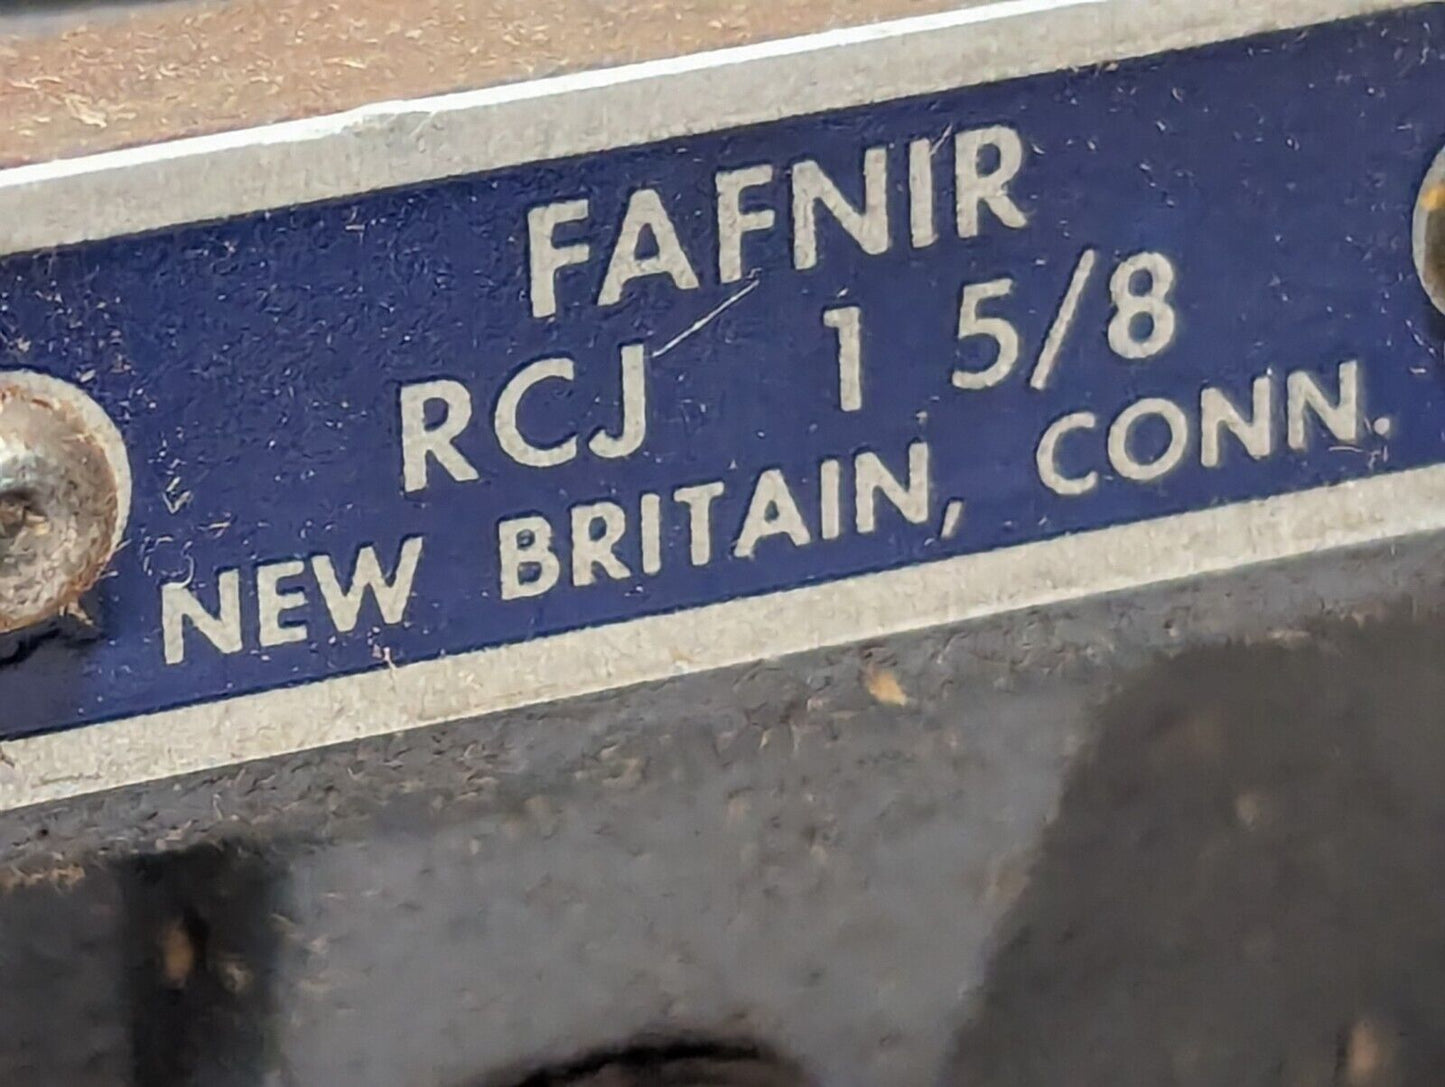 FAFNIR
RCJ 1 5/8
NEW BRITAIN, CONN.